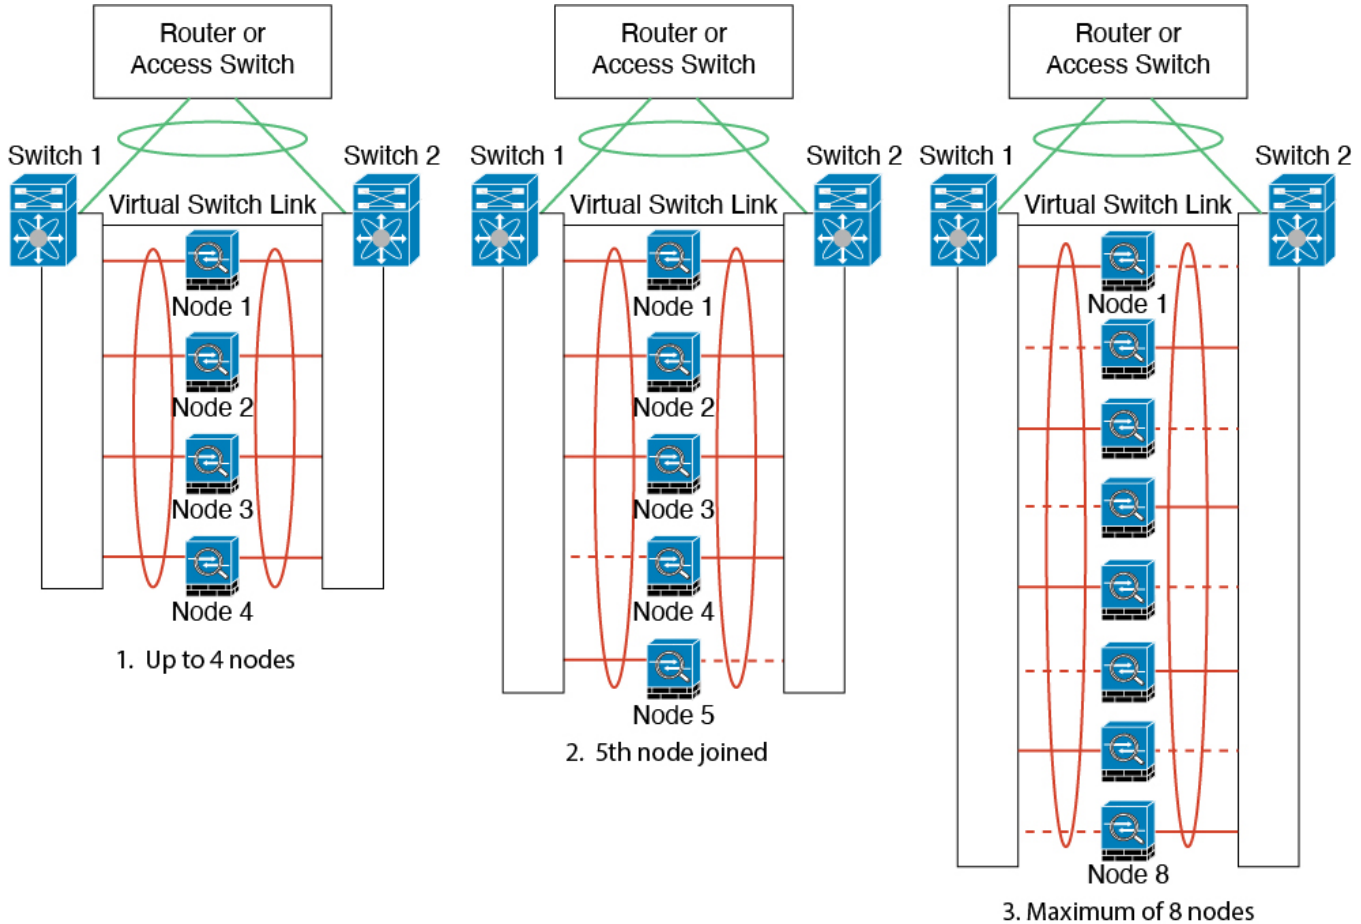 Router or
Access Switch
Switch 1
Switch 2
Virtual Switch Link
Node 1
Node 2
Node 3
Node 4
1. Up to 4 nodes
Router or
Access Switch
Switch 1
Switch 2
Virtual Switch Link
Node 1
Node 2
Node 3
Node 4
Node 5
2. 5th node joined
Router or
Access Switch
Switch 1
Switch 2
Virtual Switch Link
Node 1
Node 8
3. Maximum of 8 nodes